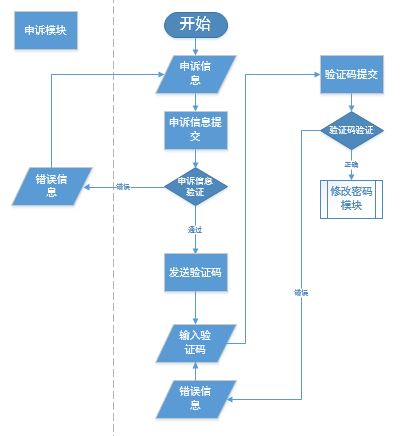 申诉模块
开始
申诉信
息
申诉信息提
交
申诉信息
验证
错误
错误信
息
通过
发送验证码
输入验
证码
错误信
息
验证码提交
验证码验证
正确
修改密码
模块
错误